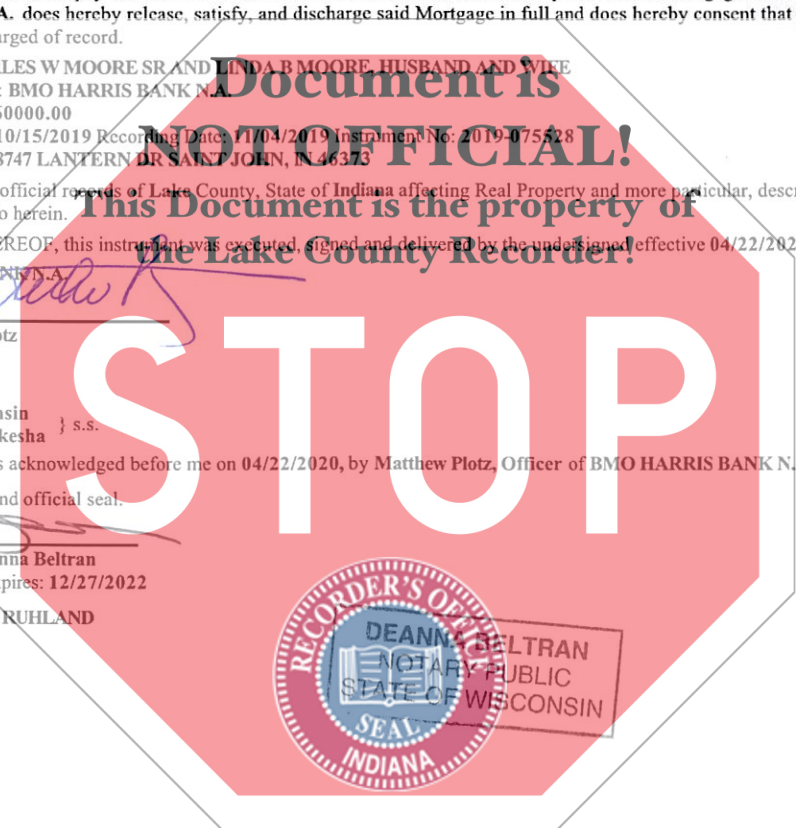 A. does hereby release, satisfy, and discharge said Mortgage in full and does hereby consent that
arged of record.
LES W MOORE SR AND LINDA B MOORE, HUSBAND AND WIFE
: BMO HARRIS BANK N.A.
50000.00
10/15/2019 Recording Date: 11/04/2019 Instrument No: 2019-075528
8747 LANTERN DR SAINT JOHN, IN 46373
official records of Lake County, State of Indiana affecting Real Property and more particular, descri
o herein.
EREOF, this instrument was executed, signed and delivered by the undersigned effective 04/22/202
NK N.A.
otz
nsin
kesha } s.s.
s acknowledged before me on 04/22/2020, by Matthew Plotz, Officer of BMO HARRIS BANK N.
nd official seal.
nna Beltran
pires: 12/27/2022
RUHLAND
Document is
NOT OFFICIAL!
This Document is the property of
the Lake County Recorder!
STOP
RECORDER'S OFFICE
SEAL
INDIANA
DEANNA BELTRAN
NOTARY PUBLIC
STATE OF WISCONSIN